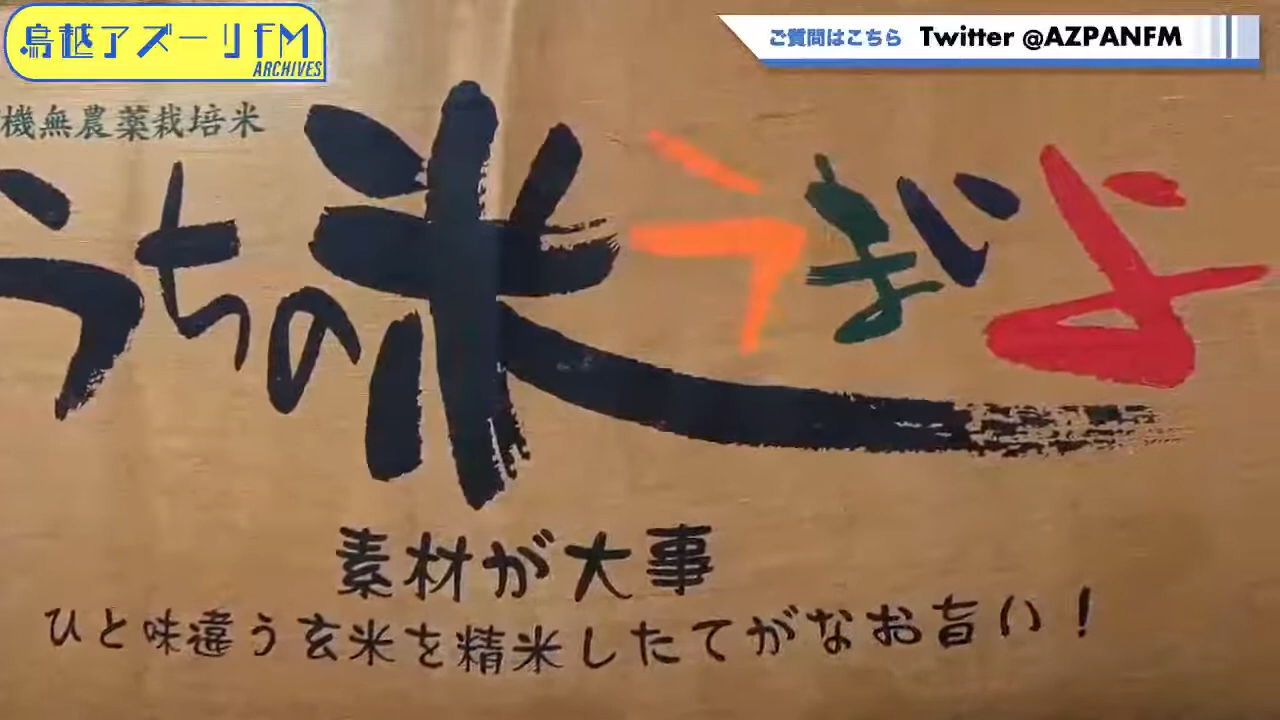 鳥越アズーリFM
ARCHIVES
ご質問はこちら Twitter @AZPANFM
機無農薬栽培米
うちの米うまいよ
素材が大事
ひと味違う玄米を精米したてがなお旨い!